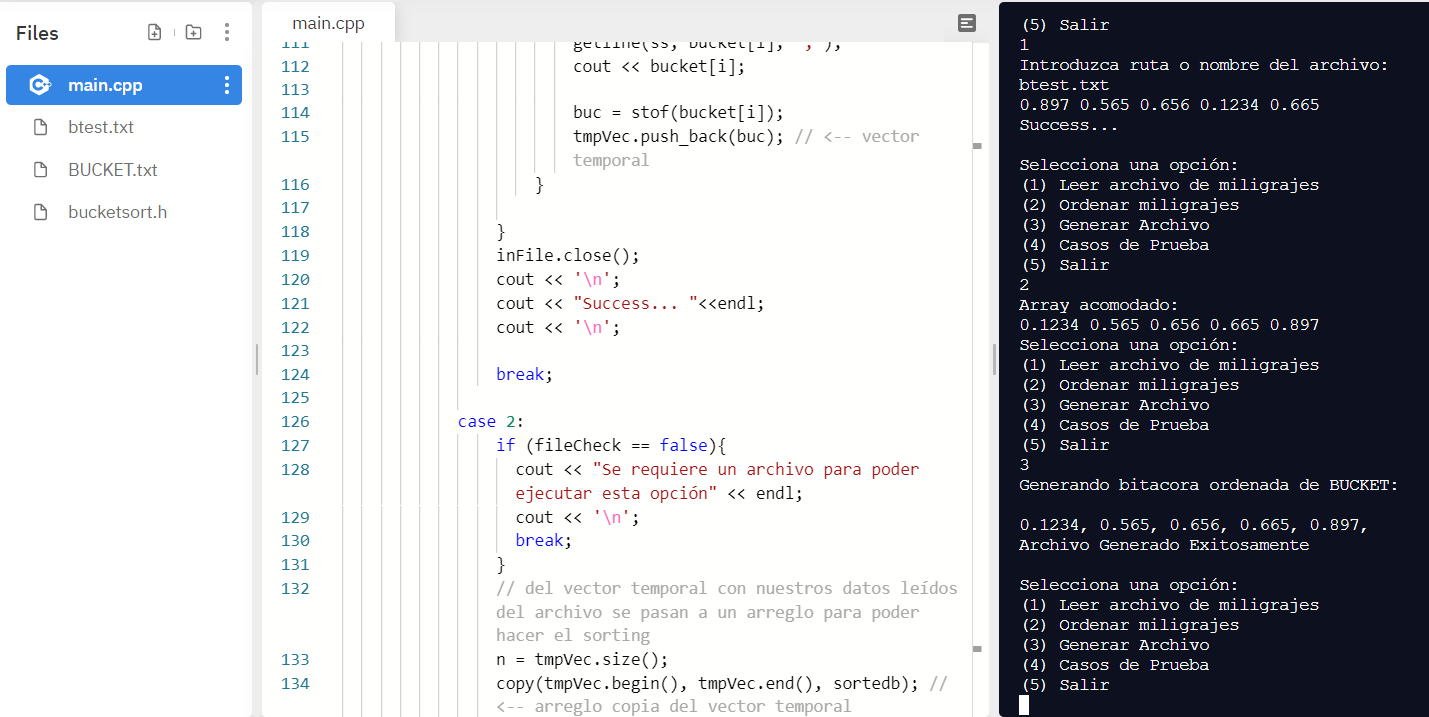 Files
main.cpp
btest.txt
BUCKET.txt
bucketsort.h
main.cpp
111 getline(ss, bucket[i], ',');
112 cout << bucket[i];
113
114 buc = stof(bucket[i]);
115 tmpVec.push_back(buc); // <-- vector
temporal
116 }
117
118 }
119 inFile.close();
120 cout << '\n';
121 cout << "Success... "<<endl;
122 cout << '\n';
123
124 break;
125
126 case 2:
127 if (fileCheck == false){
128 cout << "Se requiere un archivo para poder
ejecutar esta opción" << endl;
129 cout << '\n';
130 break;
131 }
132 // del vector temporal con nuestros datos leídos
del archivo se pasan a un arreglo para poder
hacer el sorting
133 n = tmpVec.size();
134 copy(tmpVec.begin(), tmpVec.end(), sortedb); //
<-- arreglo copia del vector temporal
(5) Salir
1
Introduzca ruta o nombre del archivo:
btest.txt
0.897 0.565 0.656 0.1234 0.665
Success...
Selecciona una opción:
(1) Leer archivo de miligrajes
(2) Ordenar miligrajes
(3) Generar Archivo
(4) Casos de Prueba
(5) Salir
2
Array acomodado:
0.1234 0.565 0.656 0.665 0.897
Selecciona una opción:
(1) Leer archivo de miligrajes
(2) Ordenar miligrajes
(3) Generar Archivo
(4) Casos de Prueba
(5) Salir
3
Generando bitacora ordenada de BUCKET:
0.1234, 0.565, 0.656, 0.665, 0.897,
Archivo Generado Exitosamente
Selecciona una opción:
(1) Leer archivo de miligrajes
(2) Ordenar miligrajes
(3) Generar Archivo
(4) Casos de Prueba
(5) Salir